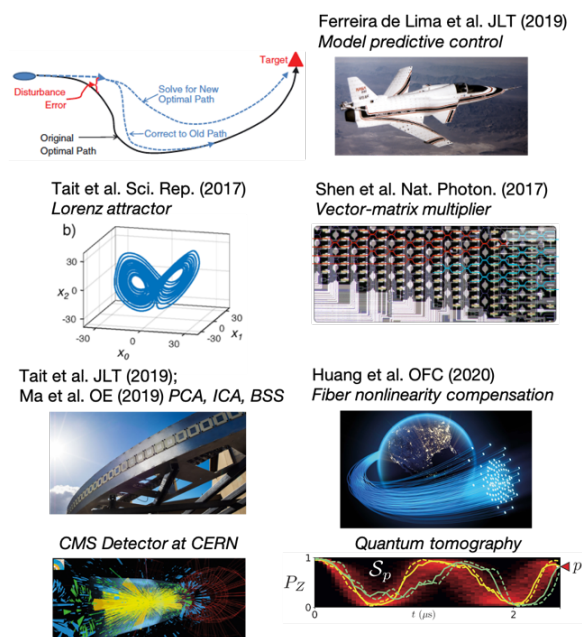 Ferreira de Lima et al. JLT (2019)
Model predictive control
Target
Disturbance
Error
Solve for New
Optimal Path
Correct to Old Path
Original
Optimal Path
Tait et al. Sci. Rep. (2017)
Lorenz attractor
b)
30
0
-30
x₂
-30
0
30
x₀
-30
0
30
x₁
Shen et al. Nat. Photon. (2017)
Vector-matrix multiplier
Tait et al. JLT (2019);
Ma et al. OE (2019) PCA, ICA, BSS
Huang et al. OFC (2020)
Fiber nonlinearity compensation
CMS Detector at CERN
Quantum tomography
1
P_Z
0
S_p
p
0
t (μs)
2